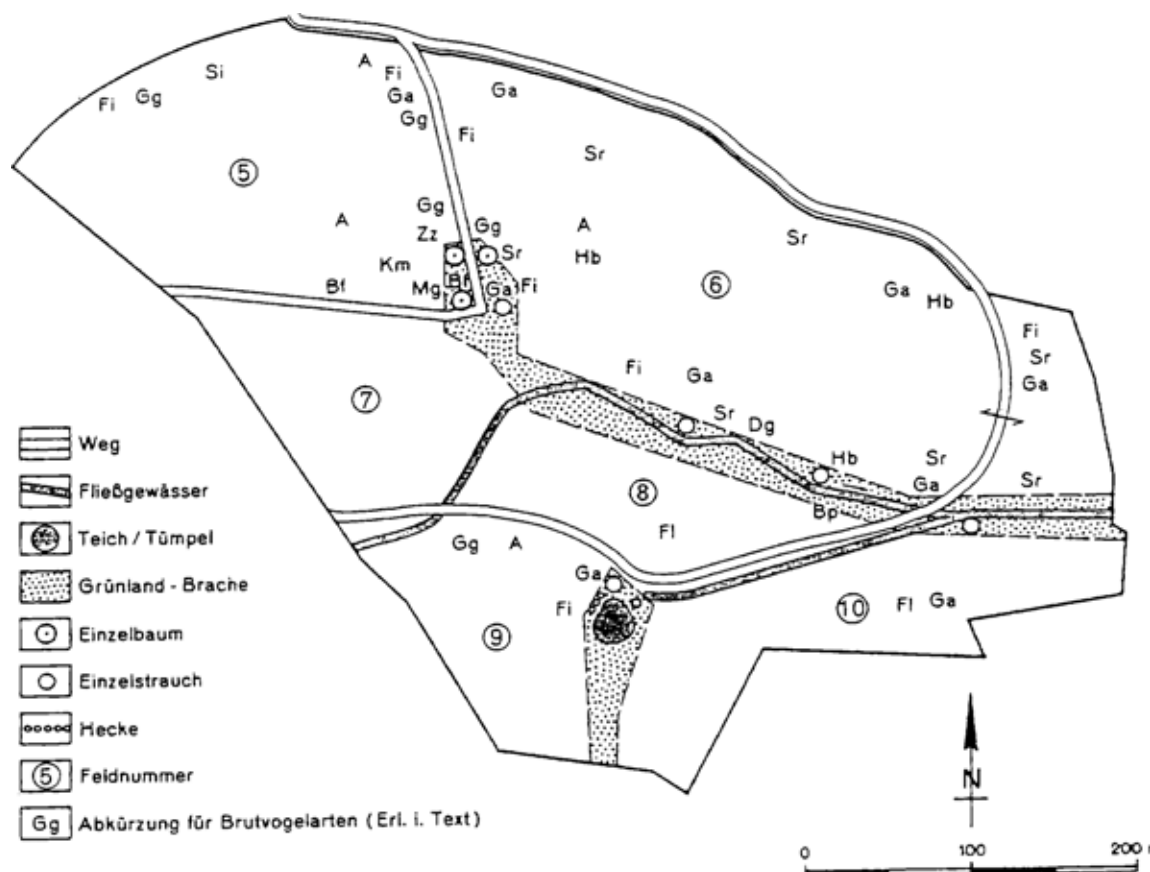 A
Si
Fi
Fi
Gg
Ga
Ga
Fi
Gg
Fi
Sr
5
Gg
A
Gg
A
Sr
Zz
Sr
Hb
Km
6
Bf
Mg
Bf
Ga
Fi
Ga
Hb
Fi
Sr
Fi
Ga
Ga
7
Sr
Dg
Weg
Hb
Sr
Ga
Sr
Fließgewässer
8
Bp
Fl
Teich / Tümpel
Gg
A
Ga
Grünland - Brache
Fi
10
Fl
Ga
Einzelbaum
9
Einzelstrauch
Hecke
5 Feldnummer
N
Gg Abkürzung für Brutvogelarten (Erl. i. Text)
0 100 200